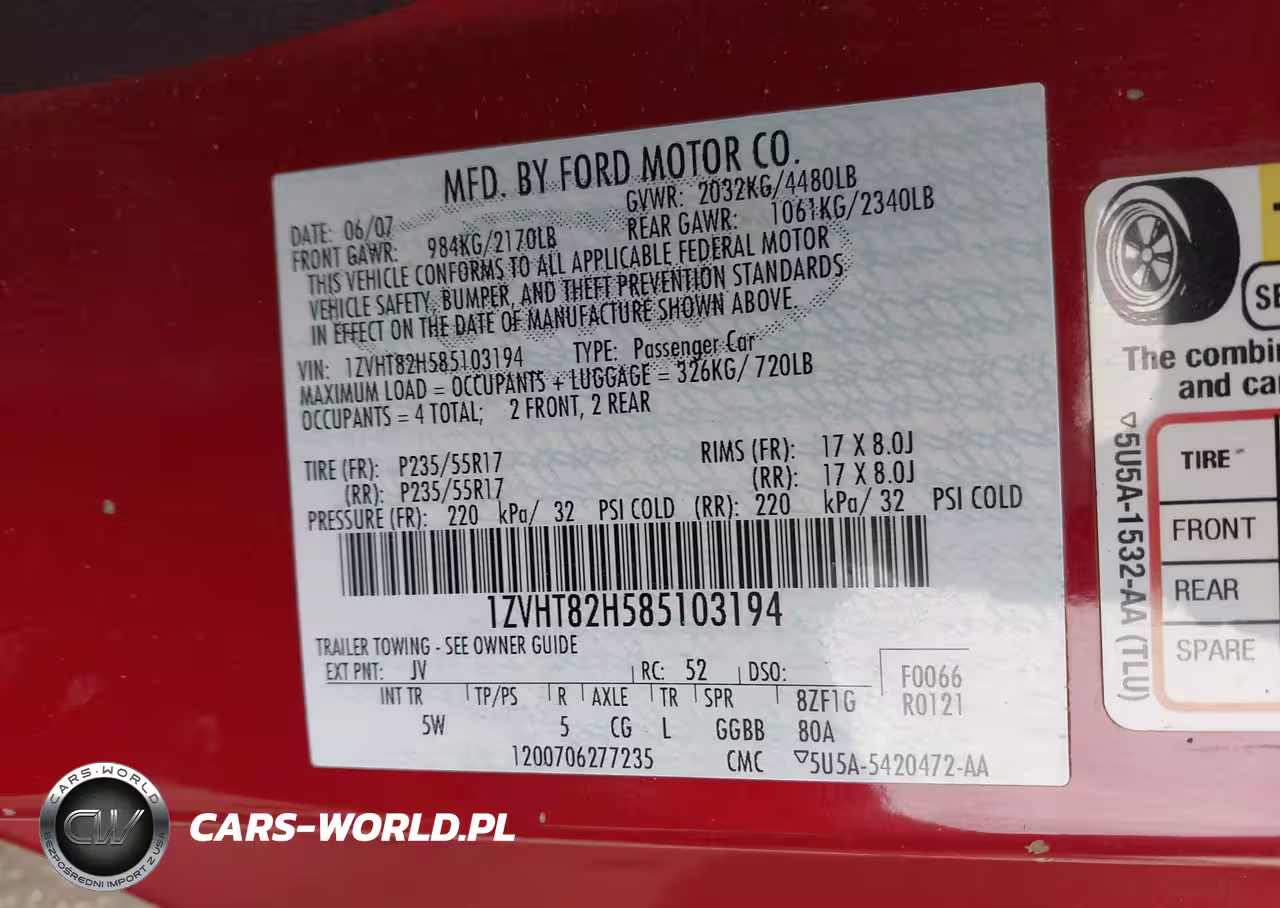 MFD. BY FORD MOTOR CO.
DATE: 06/07 GVWR: 2032KG/4480LB
FRONT GAWR: 984KG/2170LB REAR GAWR: 1061KG/2340LB
THIS VEHICLE CONFORMS TO ALL APPLICABLE FEDERAL MOTOR
VEHICLE SAFETY, BUMPER, AND THEFT PREVENTION STANDARDS
IN EFFECT ON THE DATE OF MANUFACTURE SHOWN ABOVE.
VIN: 1ZVHT82H585103194 TYPE: Passenger Car
MAXIMUM LOAD = OCCUPANTS + LUGGAGE = 326KG/ 720LB
OCCUPANTS = 4 TOTAL; 2 FRONT, 2 REAR
TIRE (FR): P235/55R17 RIMS (FR): 17 X 8.0J
(RR): P235/55R17 (RR): 17 X 8.0J
PRESSURE (FR): 220 kPa/ 32 PSI COLD (RR): 220 kPa/ 32 PSI COLD
1ZVHT82H585103194
TRAILER TOWING - SEE OWNER GUIDE
EXT PNT: JV RC: 52 DSO: F0066
INT TR TP/PS R AXLE TR SPR 8ZF1G R0121
5W 5 CG L GGBB 80A
1200706277235 CMC ▽5U5A-5420472-AA
The combi
and ca
TIRE
FRONT
REAR
SPARE
▽5U5A-1532-AA (TLU)
CARS-WORLD
CW
BEZPOŚREDNI IMPORT Z USA
CARS-WORLD.PL